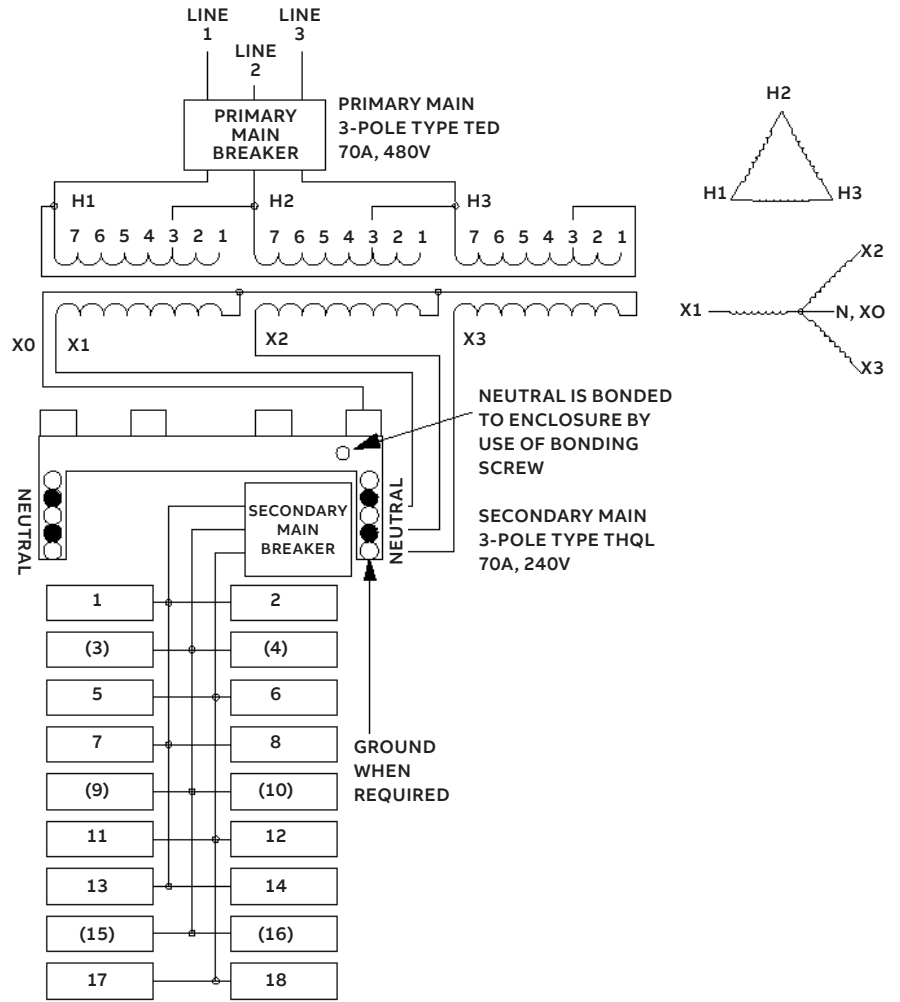 LINE
1
LINE
2
LINE
3
PRIMARY
MAIN
BREAKER
PRIMARY MAIN
3-POLE TYPE TED
70A, 480V
H1
H2
H3
7 6 5 4 3 2 1
7 6 5 4 3 2 1
7 6 5 4 3 2 1
X0
X1
X2
X3
H2
H1
H3
X2
X1
N, XO
X3
NEUTRAL IS BONDED
TO ENCLOSURE BY
USE OF BONDING
SCREW
NEUTRAL
NEUTRAL
SECONDARY
MAIN
BREAKER
SECONDARY MAIN
3-POLE TYPE THQL
70A, 240V
1
2
(3)
(4)
5
6
7
8
(9)
(10)
11
12
13
14
(15)
(16)
17
18
GROUND
WHEN
REQUIRED